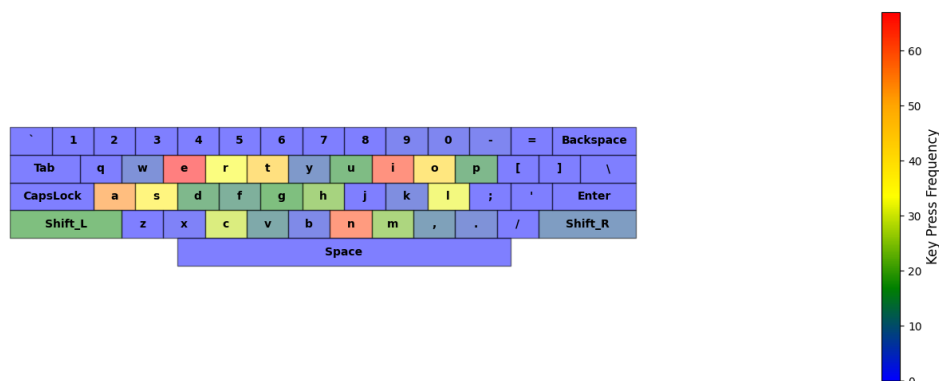 ` 1 2 3 4 5 6 7 8 9 0 - = Backspace
Tab q w e r t y u i o p [ ] \
CapsLock a s d f g h j k l ; ' Enter
Shift_L z x c v b n m , . / Shift_R
Space
60
50
40
30
20
10
0
Key Press Frequency